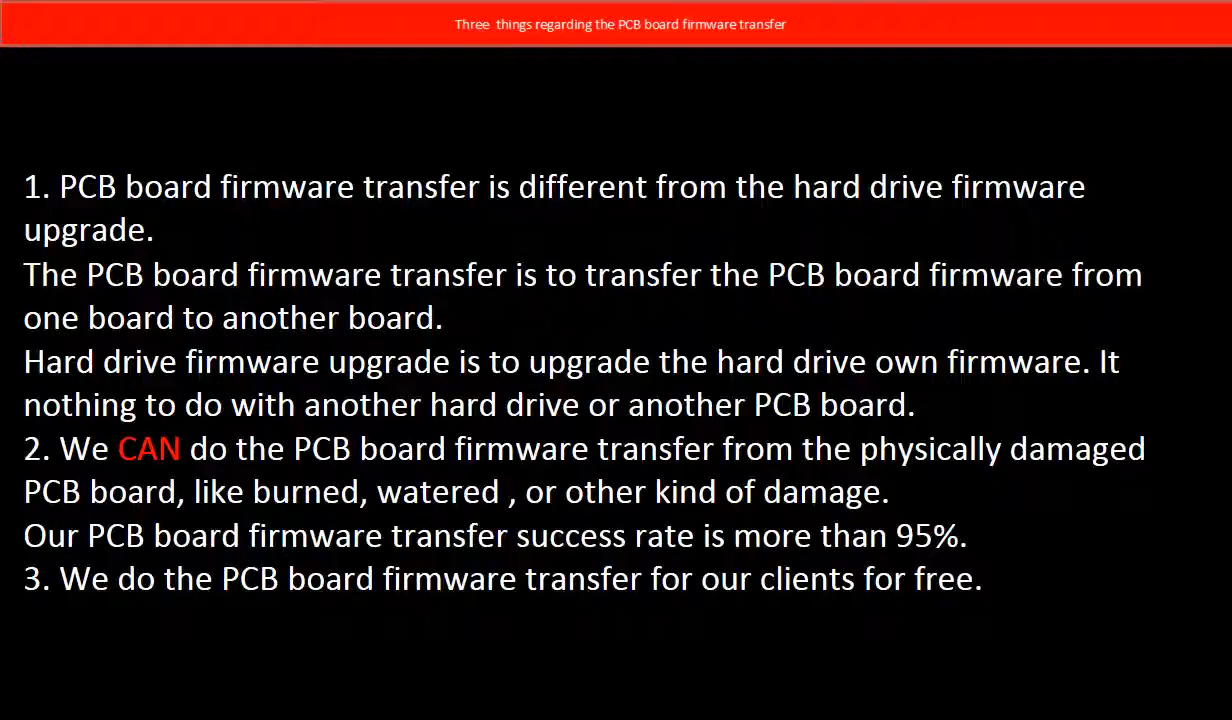 Three  things regarding the PCB board firmware transfer
1. PCB board firmware transfer is different from the hard drive firmware
upgrade.
The PCB board firmware transfer is to transfer the PCB board firmware from
one board to another board.
Hard drive firmware upgrade is to upgrade the hard drive own firmware. It
nothing to do with another hard drive or another PCB board.
2. We CAN do the PCB board firmware transfer from the physically damaged
PCB board, like burned, watered , or other kind of damage.
Our PCB board firmware transfer success rate is more than 95%.
3. We do the PCB board firmware transfer for our clients for free.